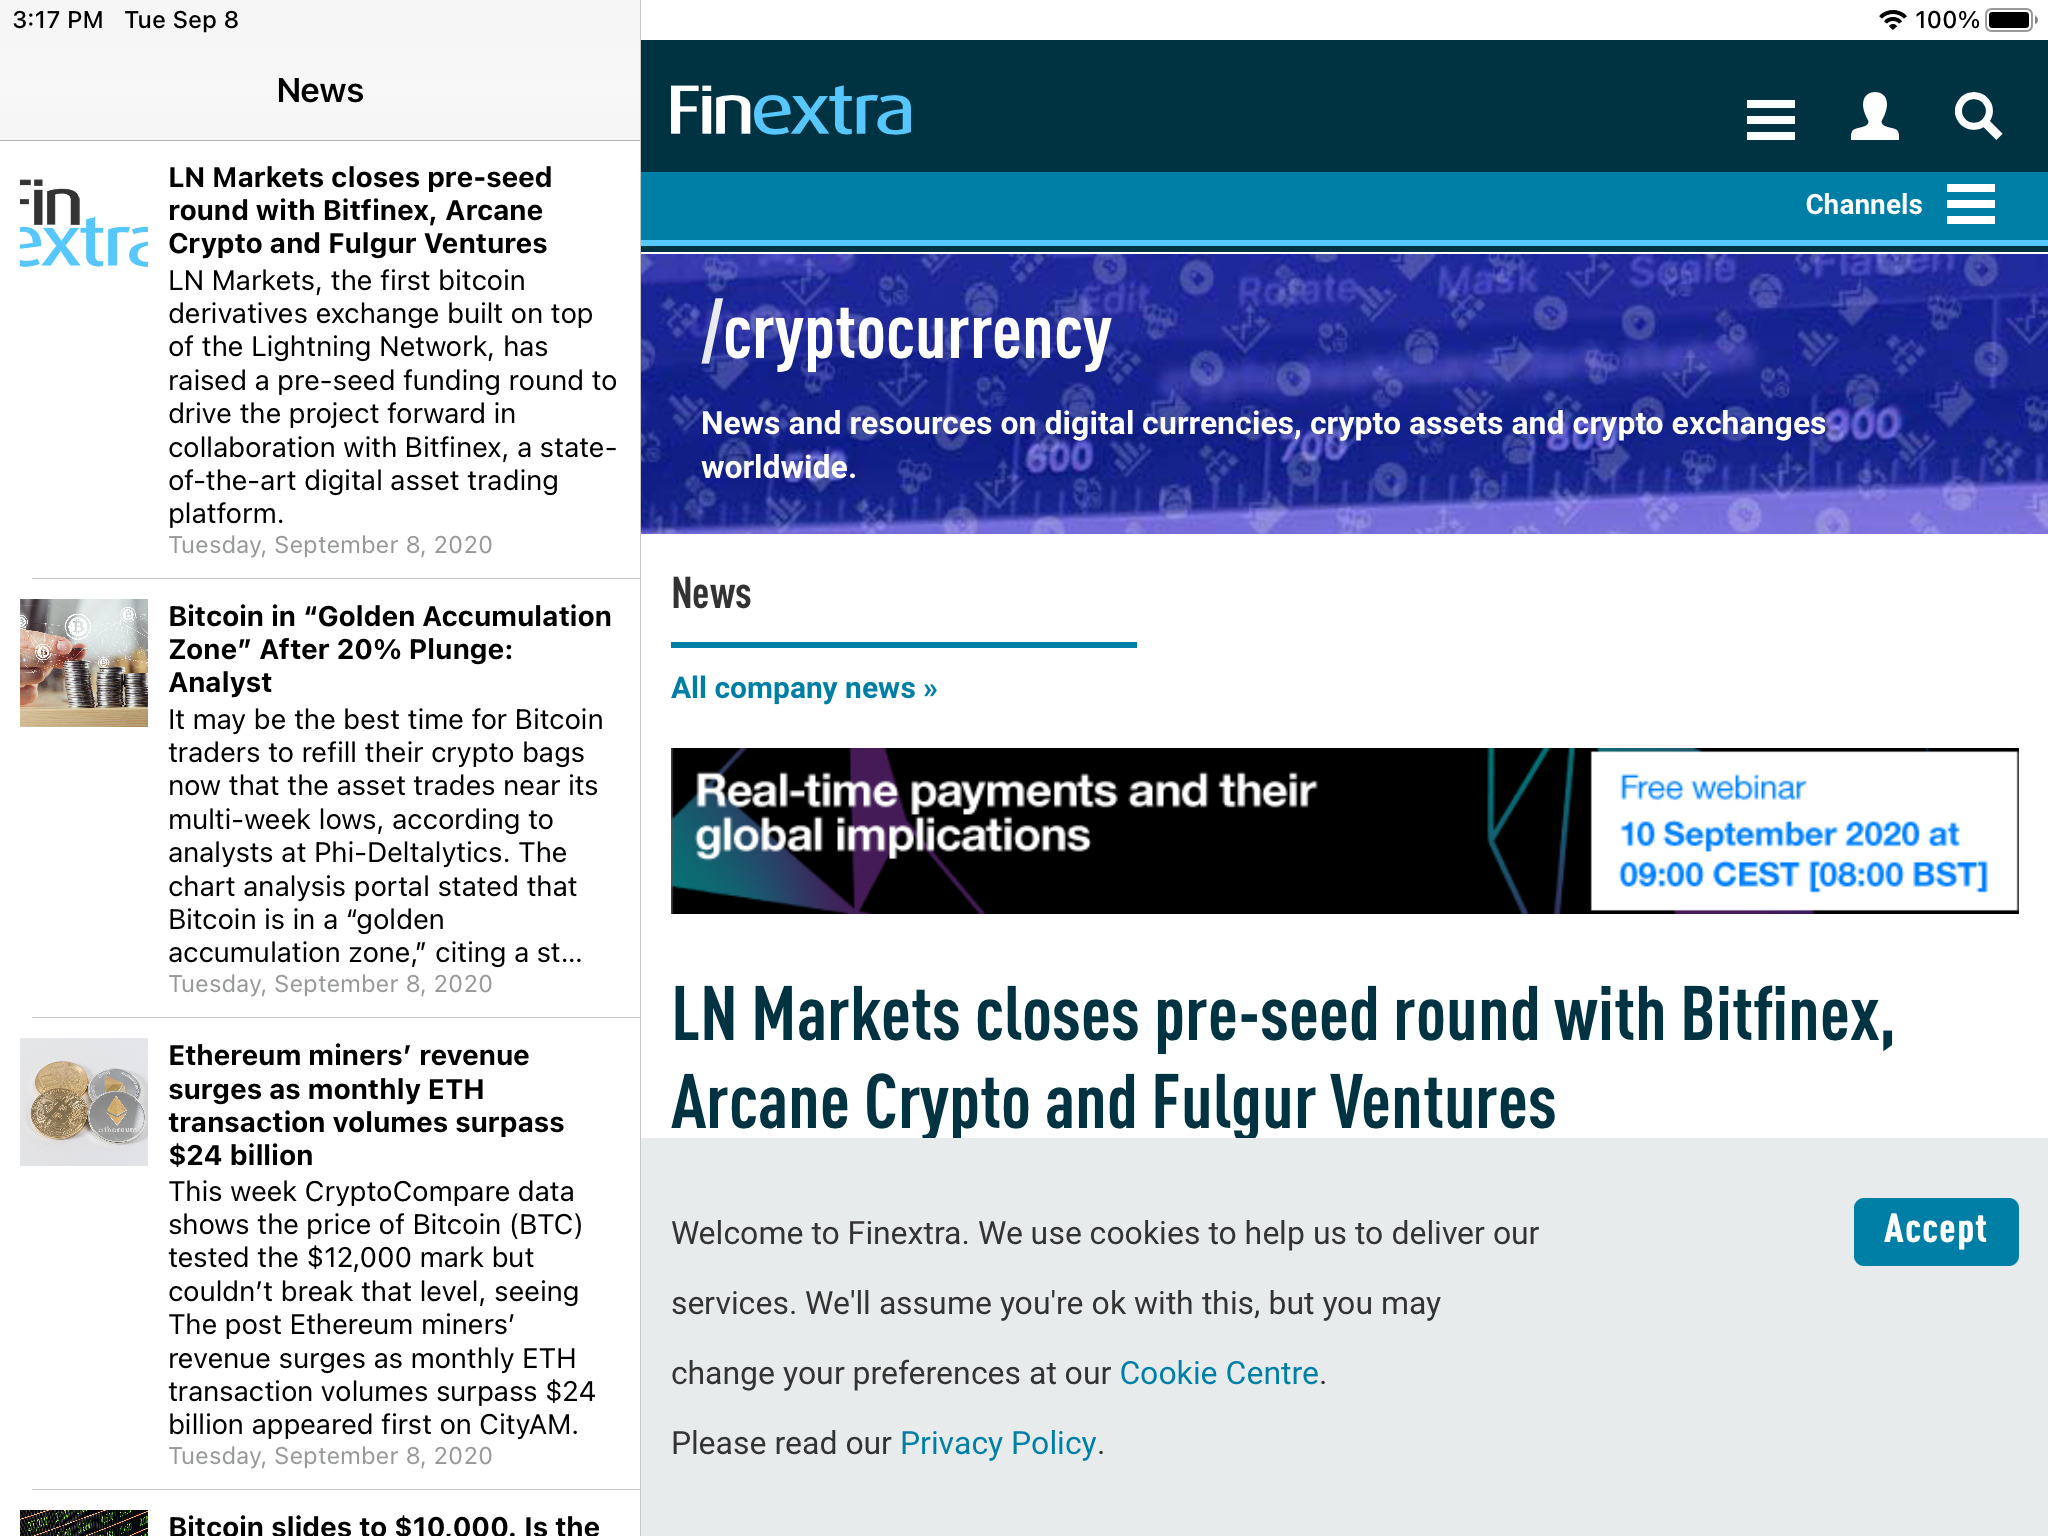 3:17 PM Tue Sep 8
100%
News
in
extra
LN Markets closes pre-seed
round with Bitfinex, Arcane
Crypto and Fulgur Ventures
LN Markets, the first bitcoin
derivatives exchange built on top
of the Lightning Network, has
raised a pre-seed funding round to
drive the project forward in
collaboration with Bitfinex, a state-
of-the-art digital asset trading
platform.
Tuesday, September 8, 2020
Bitcoin in “Golden Accumulation
Zone” After 20% Plunge:
Analyst
It may be the best time for Bitcoin
traders to refill their crypto bags
now that the asset trades near its
multi-week lows, according to
analysts at Phi-Deltalytics. The
chart analysis portal stated that
Bitcoin is in a “golden
accumulation zone,” citing a st...
Tuesday, September 8, 2020
Ethereum miners’ revenue
surges as monthly ETH
transaction volumes surpass
$24 billion
This week CryptoCompare data
shows the price of Bitcoin (BTC)
tested the $12,000 mark but
couldn’t break that level, seeing
The post Ethereum miners’
revenue surges as monthly ETH
transaction volumes surpass $24
billion appeared first on CityAM.
Tuesday, September 8, 2020
Bitcoin slides to $10,000. Is the
Finextra
Channels
Edit Rotate Mask Scale Flatten
/cryptocurrency
News and resources on digital currencies, crypto assets and crypto exchanges
worldwide.
600 700 800 900
News
All company news »
Real-time payments and their
global implications
Free webinar
10 September 2020 at
09:00 CEST [08:00 BST]
LN Markets closes pre-seed round with Bitfinex,
Arcane Crypto and Fulgur Ventures
Welcome to Finextra. We use cookies to help us to deliver our
services. We'll assume you're ok with this, but you may
change your preferences at our Cookie Centre.
Please read our Privacy Policy.
Accept